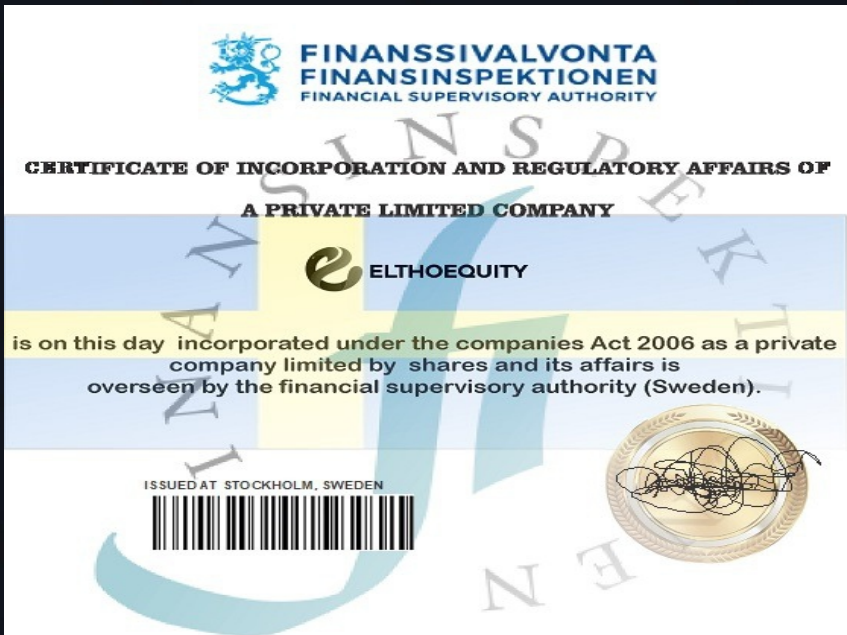 FINANSSIVALVONTA
FINANSINSPEKTIONEN
FINANCIAL SUPERVISORY AUTHORITY
CERTIFICATE OF INCORPORATION AND REGULATORY AFFAIRS OF
A PRIVATE LIMITED COMPANY
ELTHOEQUITY
is on this day incorporated under the companies Act 2006 as a private
company limited by shares and its affairs is
overseen by the financial supervisory authority (Sweden).
ISSUED AT STOCKHOLM, SWEDEN
FINANSINSPEKTIONEN
fi